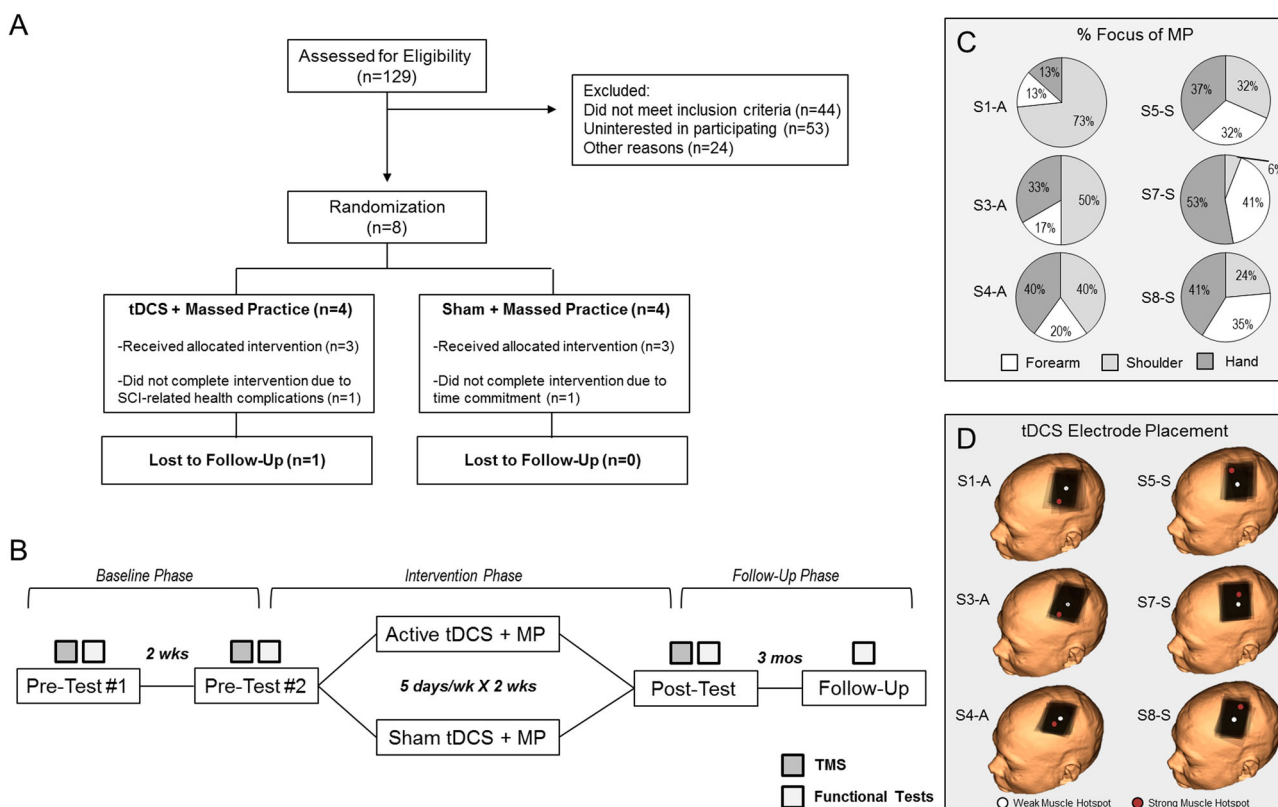 A
Assessed for Eligibility
(n=129)
Excluded:
Did not meet inclusion criteria (n=44)
Uninterested in participating (n=53)
Other reasons (n=24)
Randomization
(n=8)
tDCS + Massed Practice (n=4)
-Received allocated intervention (n=3)
-Did not complete intervention due to
SCI-related health complications (n=1)
Lost to Follow-Up (n=1)
Sham + Massed Practice (n=4)
-Received allocated intervention (n=3)
-Did not complete intervention due to
time commitment (n=1)
Lost to Follow-Up (n=0)
B
Baseline Phase
Intervention Phase
Follow-Up Phase
Pre-Test #1
2 wks
Pre-Test #2
Active tDCS + MP
5 days/wk X 2 wks
Sham tDCS + MP
Post-Test
3 mos
Follow-Up
TMS
Functional Tests
C
% Focus of MP
S1-A
13%
13%
73%
S5-S
37%
32%
32%
S3-A
33%
50%
17%
S7-S
6%
53%
41%
S4-A
40%
40%
20%
S8-S
24%
41%
35%
Forearm
Shoulder
Hand
D
tDCS Electrode Placement
S1-A
S5-S
S3-A
S7-S
S4-A
S8-S
Weak Muscle Hotspot
Strong Muscle Hotspot